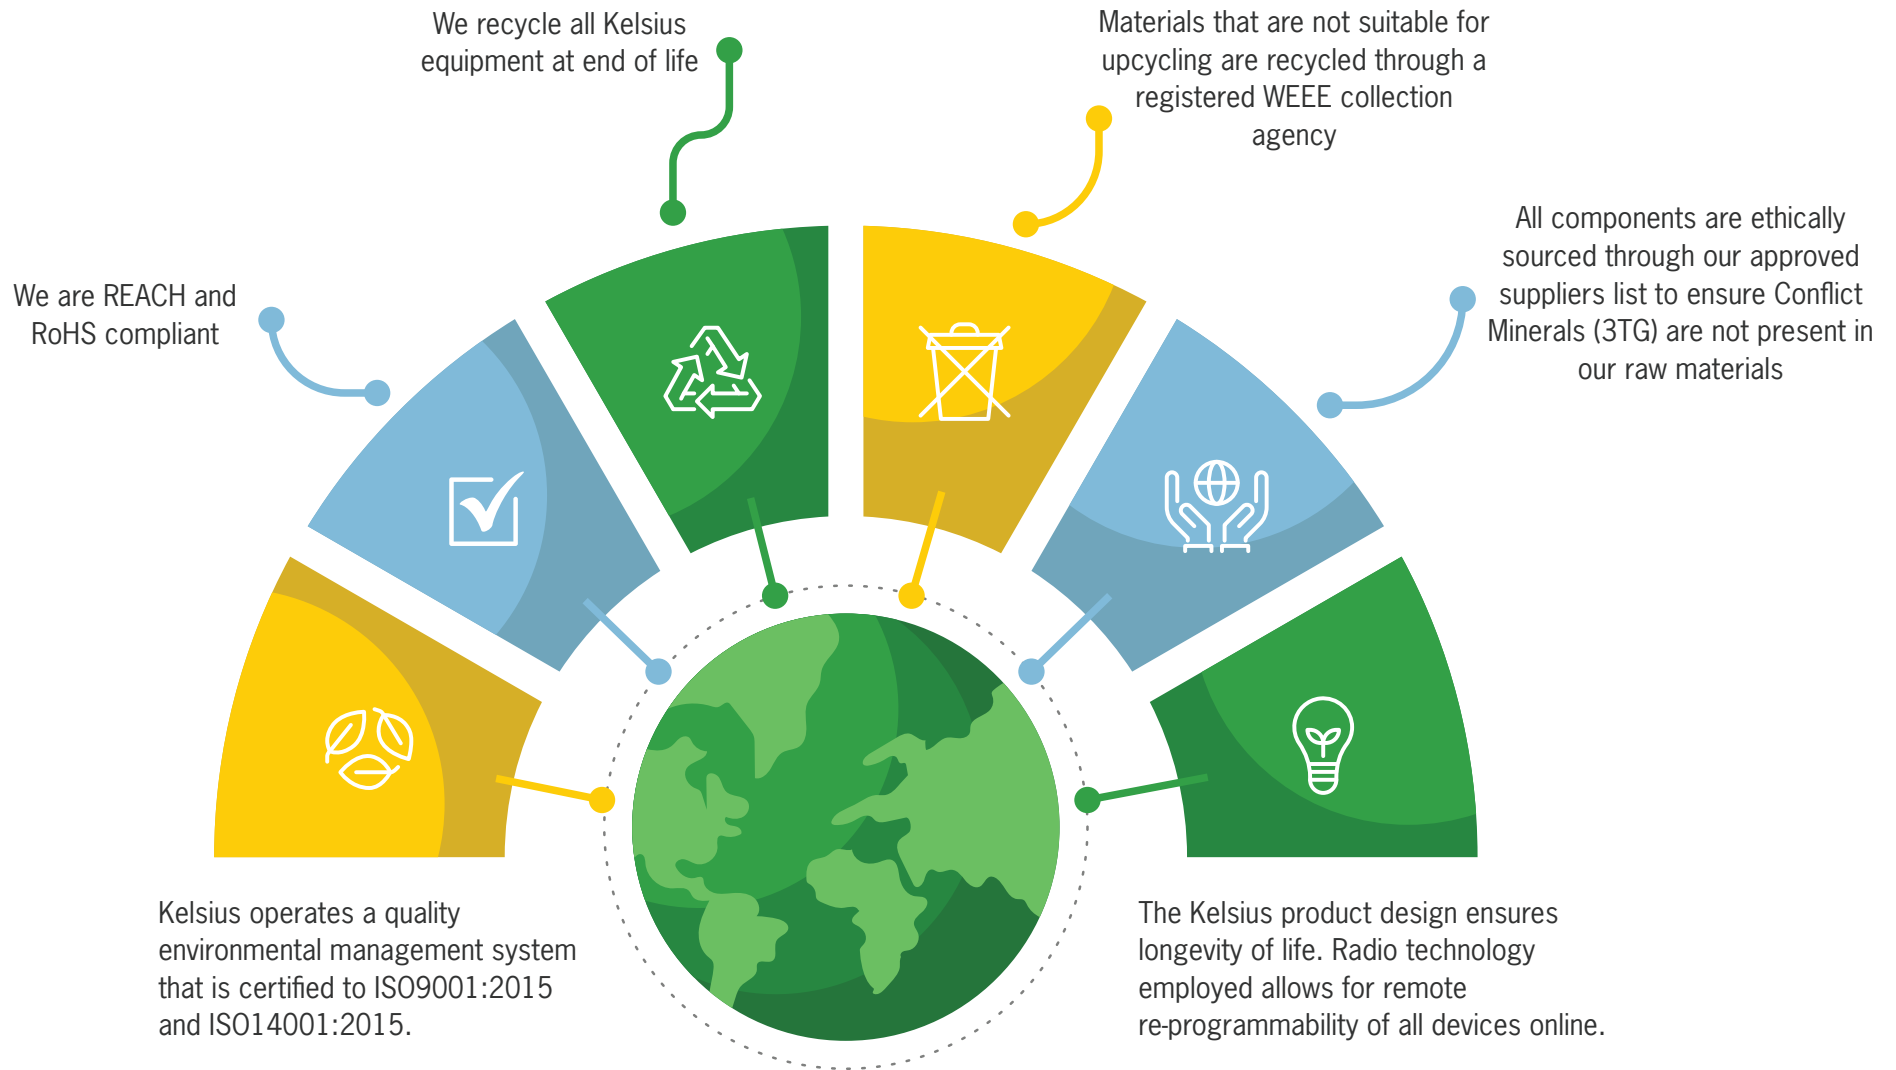 We recycle all Kelsius
equipment at end of life
Materials that are not suitable for
upcycling are recycled through a
registered WEEE collection
agency
We are REACH and
RoHS compliant
All components are ethically
sourced through our approved
suppliers list to ensure Conflict
Minerals (3TG) are not present in
our raw materials
Kelsius operates a quality
environmental management system
that is certified to ISO9001:2015
and ISO14001:2015.
The Kelsius product design ensures
longevity of life. Radio technology
employed allows for remote
re-programmability of all devices online.